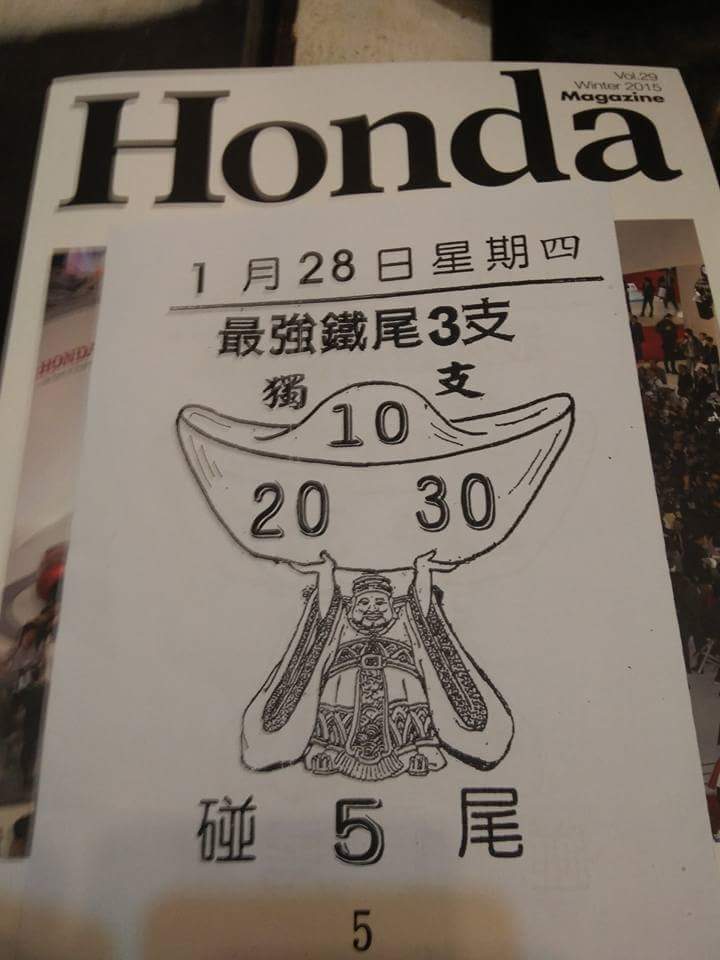 Honda
Vol.29
Winter 2015
Magazine
1月28日星期四
最強鐵尾3支
獨 支
10
20 30
碰 5 尾
5